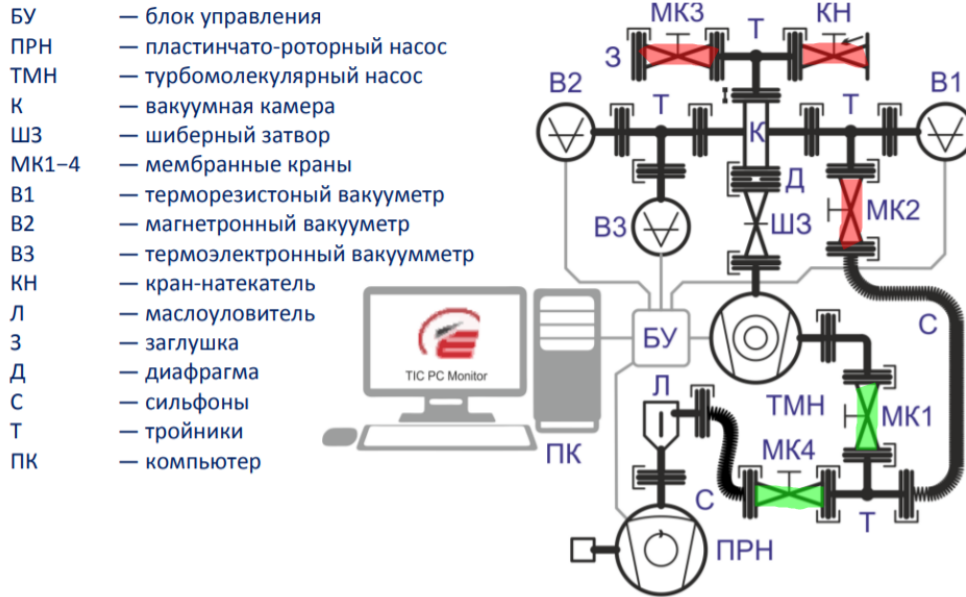 БУ — блок управления
ПРН — пластинчато-роторный насос
ТМН — турбомолекулярный насос
К — вакуумная камера
ШЗ — шиберный затвор
МК1−4 — мембранные краны
В1 — терморезистоный вакууметр
В2 — магнетронный вакууметр
В3 — термоэлектронный вакуумметр
КН — кран-натекатель
Л — маслоуловитель
З — заглушка
Д — диафрагма
С — сильфоны
Т — тройники
ПК — компьютер
МК3
Т
КН
З
В2
Т
Т
В1
К
Д
В3
ШЗ
МК2
С
БУ
TIC PC Monitor
Л
ТМН
МК1
ПК
МК4
С
Т
ПРН